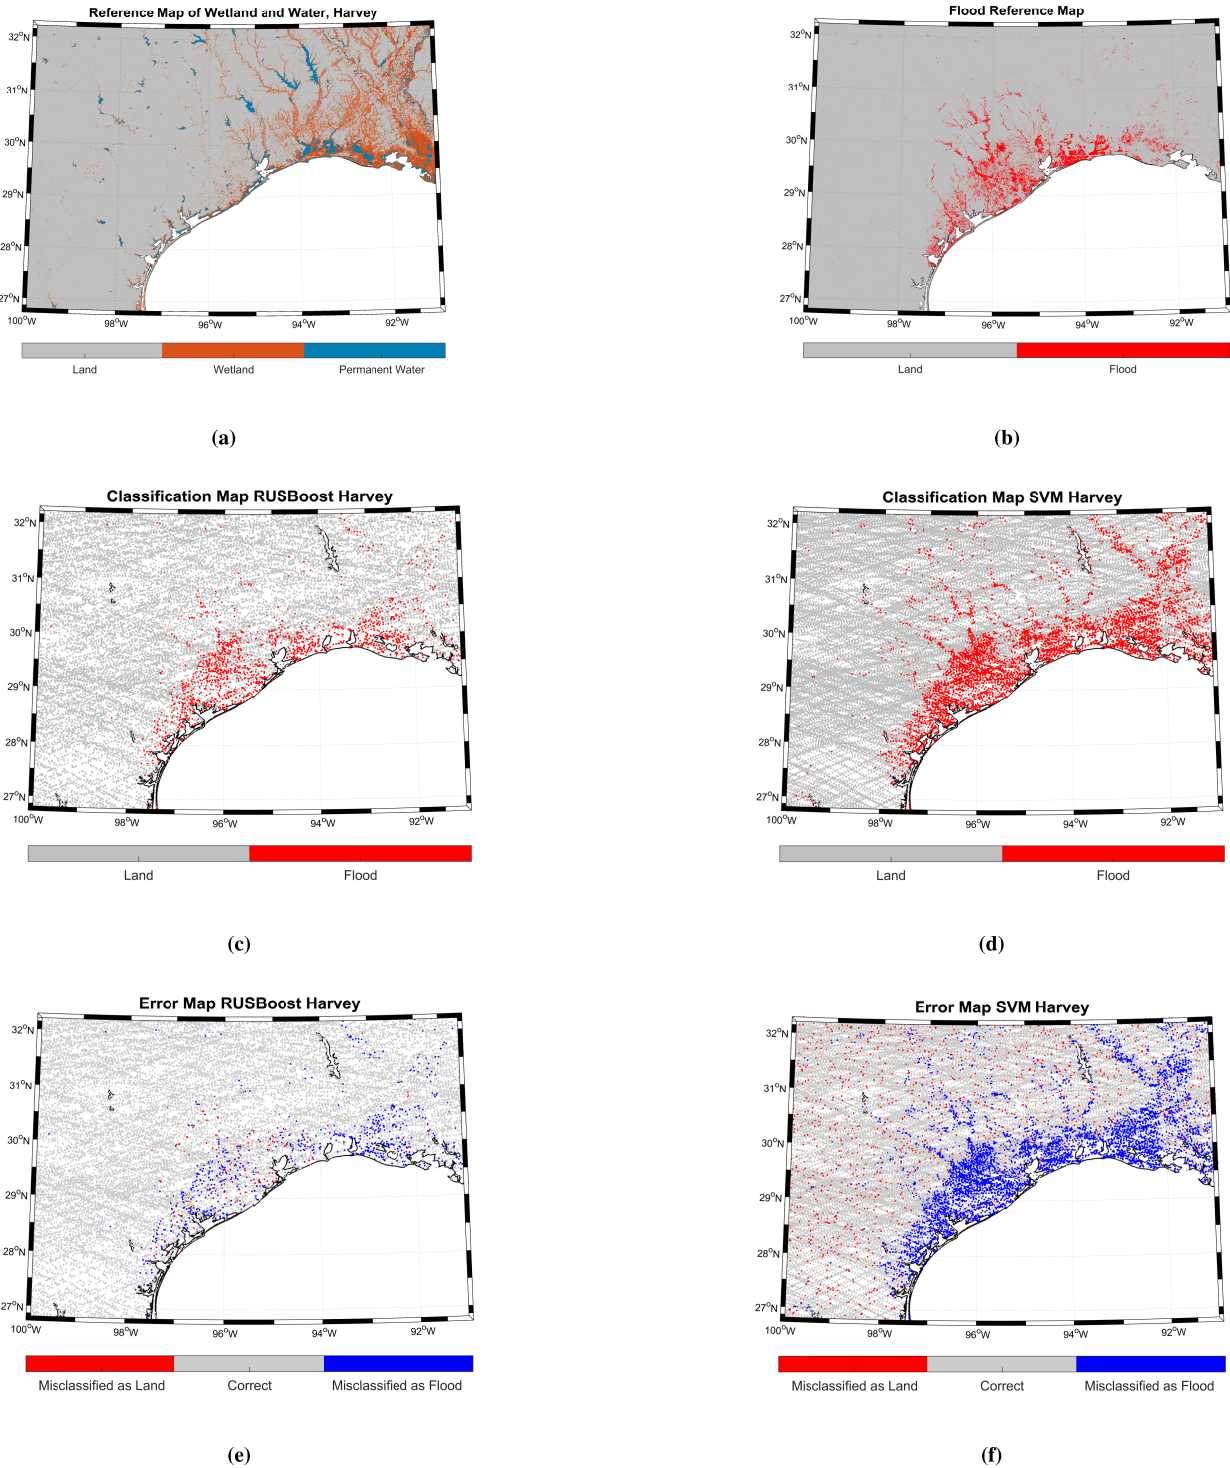 Reference Map of Wetland and Water, Harvey
32°N
31°N
30°N
29°N
28°N
27°N
100°W 98°W 96°W 94°W 92°W
Land Wetland Permanent Water
(a)
Flood Reference Map
32°N
31°N
30°N
29°N
28°N
27°N
100°W 98°W 96°W 94°W 92°W
Land Flood
(b)
Classification Map RUSBoost Harvey
32°N
31°N
30°N
29°N
28°N
27°N
100°W 98°W 96°W 94°W 92°W
Land Flood
(c)
Classification Map SVM Harvey
32°N
31°N
30°N
29°N
28°N
27°N
100°W 98°W 96°W 94°W 92°W
Land Flood
(d)
Error Map RUSBoost Harvey
32°N
31°N
30°N
29°N
28°N
27°N
100°W 98°W 96°W 94°W 92°W
Misclassified as Land Correct Misclassified as Flood
(e)
Error Map SVM Harvey
32°N
31°N
30°N
29°N
28°N
27°N
100°W 98°W 96°W 94°W 92°W
Misclassified as Land Correct Misclassified as Flood
(f)